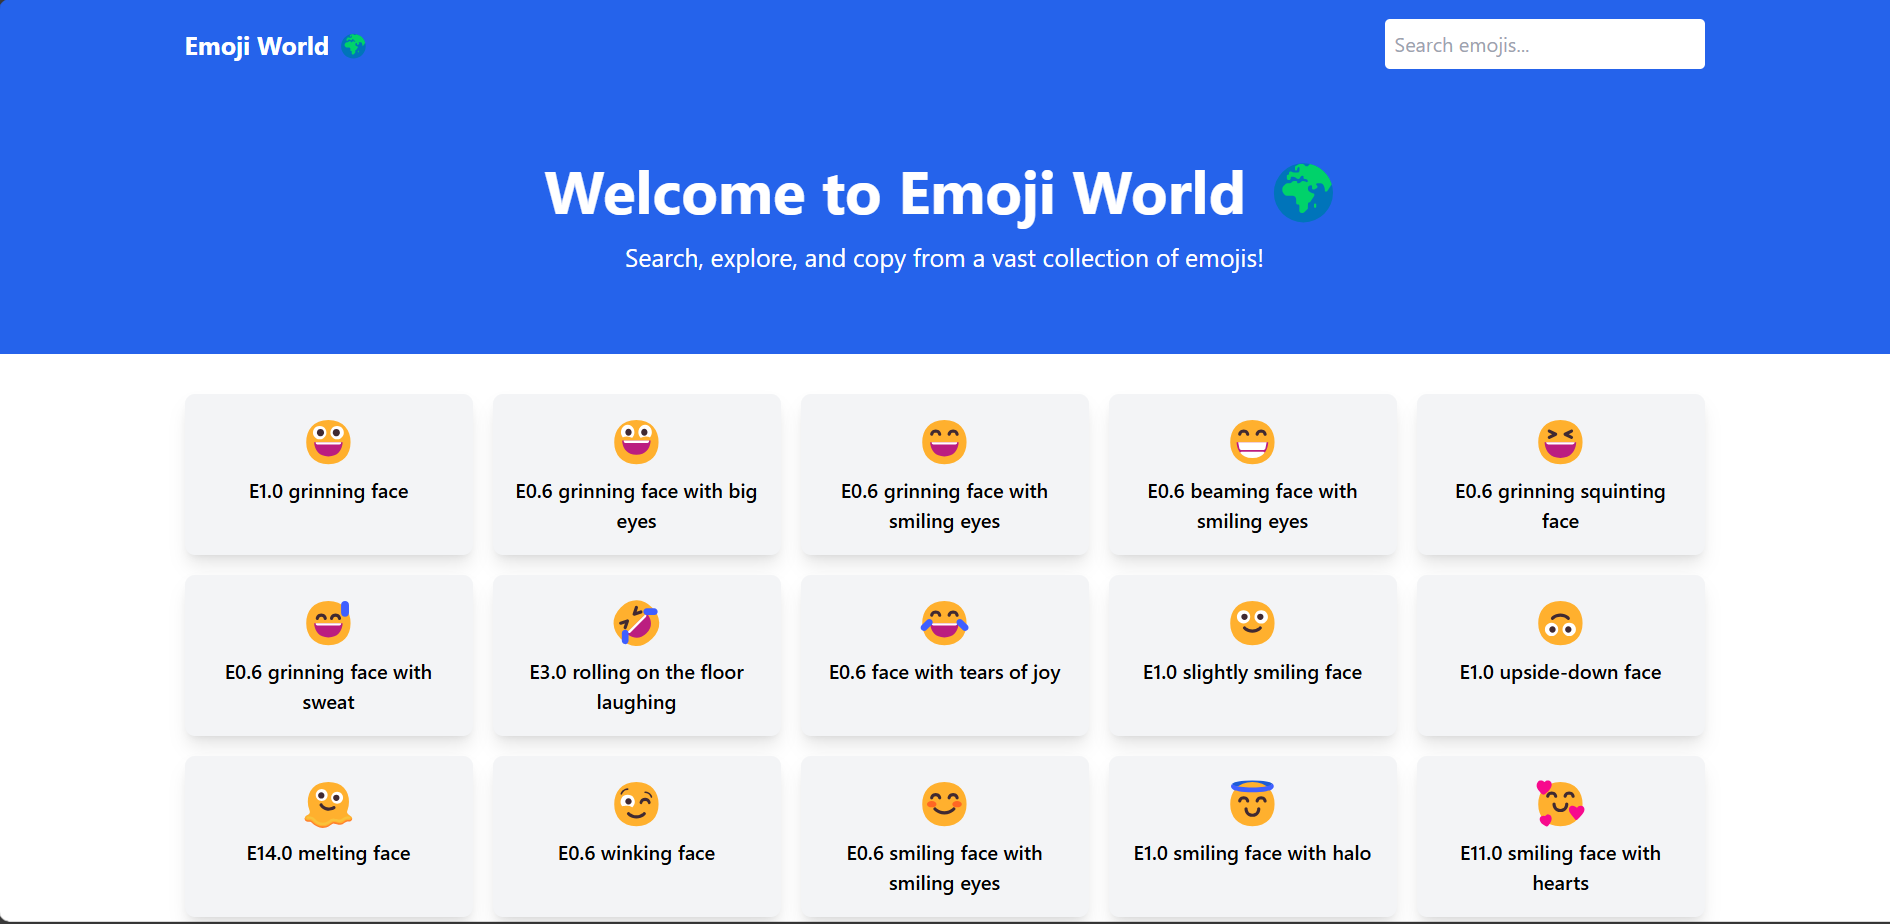 Emoji World 🌍
Search emojis...
Welcome to Emoji World 🌍
Search, explore, and copy from a vast collection of emojis!
E1.0 grinning face
E0.6 grinning face with big
eyes
E0.6 grinning face with
smiling eyes
E0.6 beaming face with
smiling eyes
E0.6 grinning squinting
face
E0.6 grinning face with
sweat
E3.0 rolling on the floor
laughing
E0.6 face with tears of joy
E1.0 slightly smiling face
E1.0 upside-down face
E14.0 melting face
E0.6 winking face
E0.6 smiling face with
smiling eyes
E1.0 smiling face with halo
E11.0 smiling face with
hearts